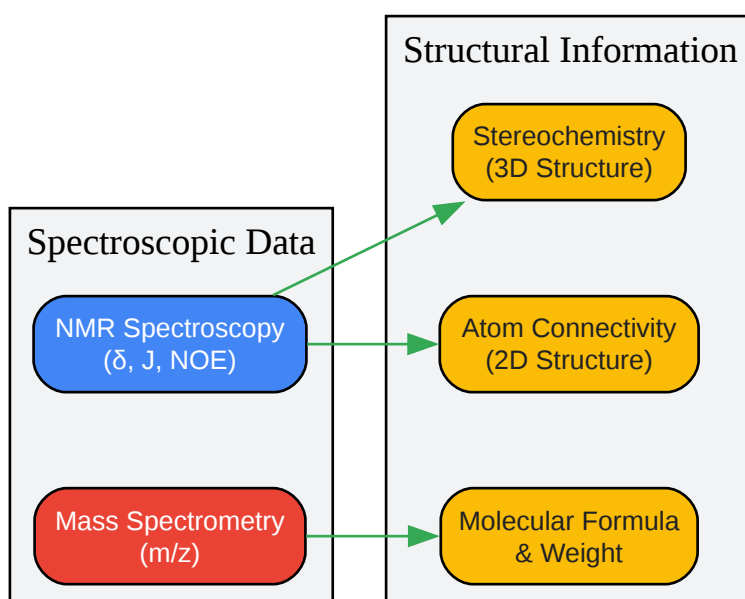 Spectroscopic Data
NMR Spectroscopy
(δ, J, NOE)
Mass Spectrometry
(m/z)
Structural Information
Stereochemistry
(3D Structure)
Atom Connectivity
(2D Structure)
Molecular Formula
& Weight